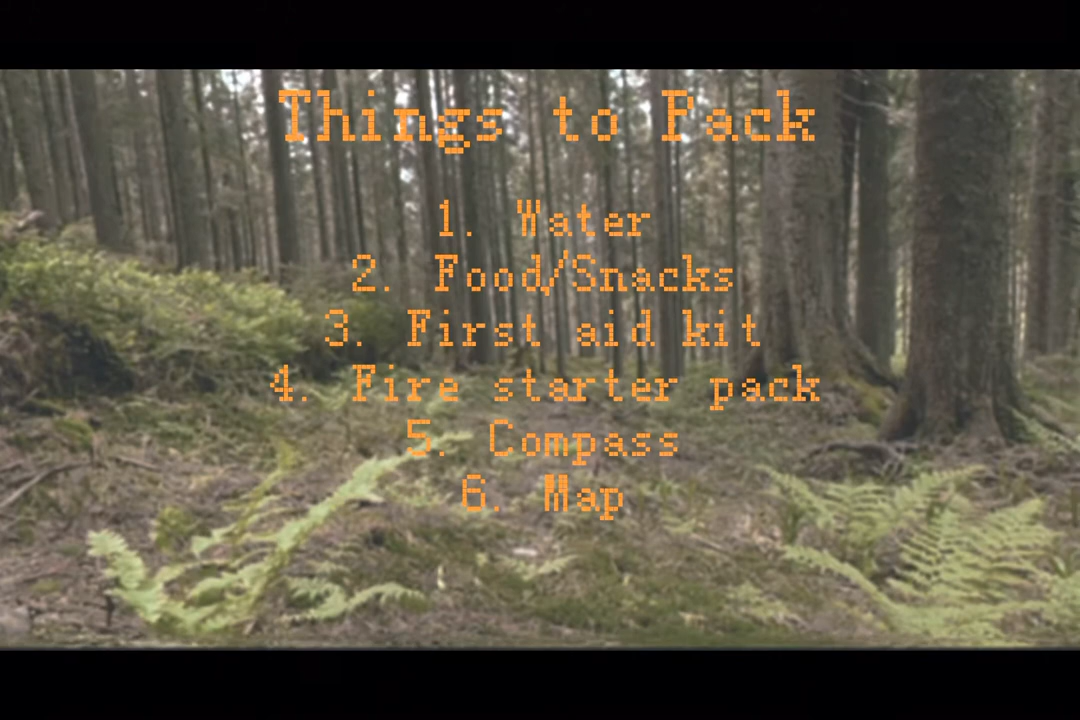 Things to Pack
1. Water
2. Food/Snacks
3. First aid kit
4. Fire starter pack
5. Compass
6. Map